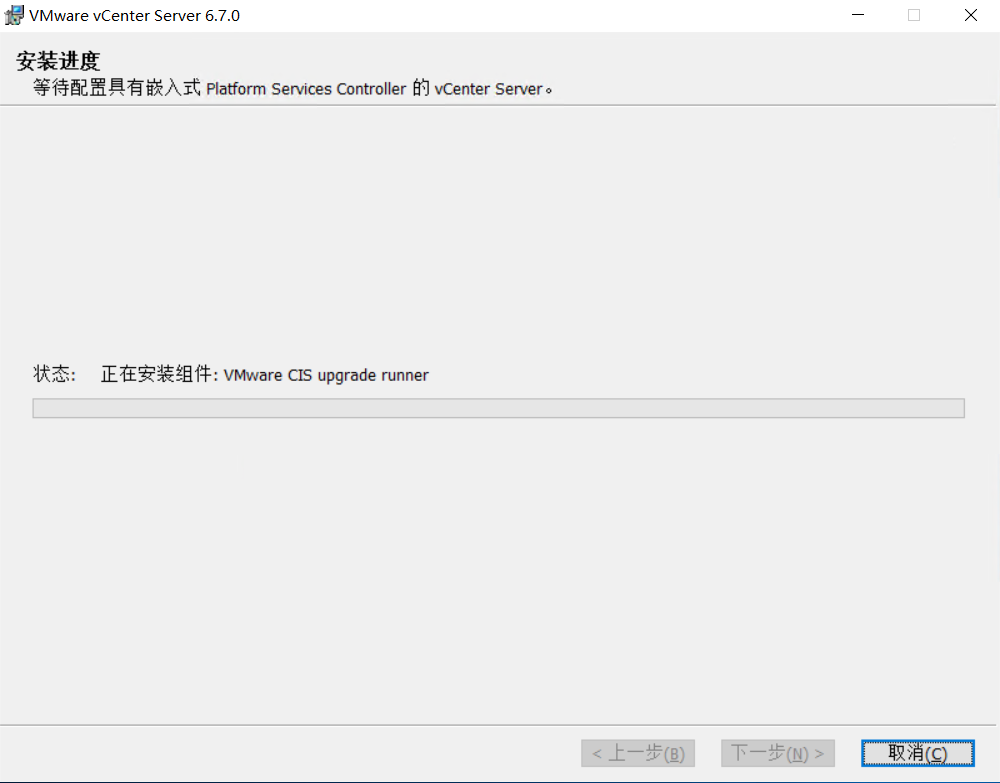 VMware vCenter Server 6.7.0
安装进度
等待配置具有嵌入式 Platform Services Controller 的 vCenter Server。
状态: 正在安装组件: VMware CIS upgrade runner
< 上一步(B) 下一步(N) > 取消(C)